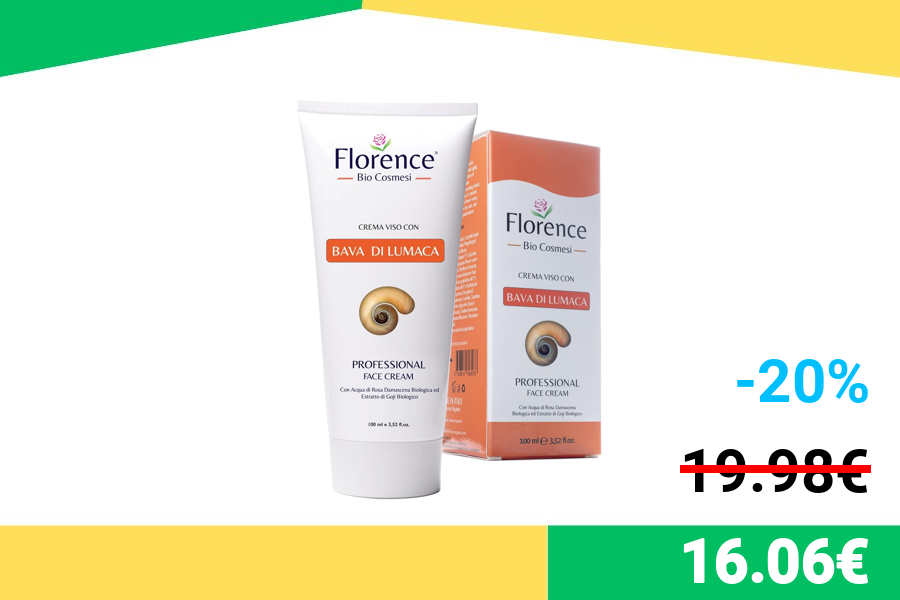 Florence®
Bio Cosmesi
CREMA VISO CON
BAVA DI LUMACA
PROFESSIONAL
FACE CREAM
Con Acqua di Rosa Damascena Biologica ed
Estratto di Goji Biologico
100 ml e 3,52 fl.oz.
Florence
Bio Cosmesi
CREMA VISO CON
BAVA DI LUMACA
PROFESSIONAL
FACE CREAM
Con Acqua di Rosa Damascena
Biologica ed Estratto di Goji Biologico
100 ml e 3,52 fl.oz.
-20%
19.98€
16.06€